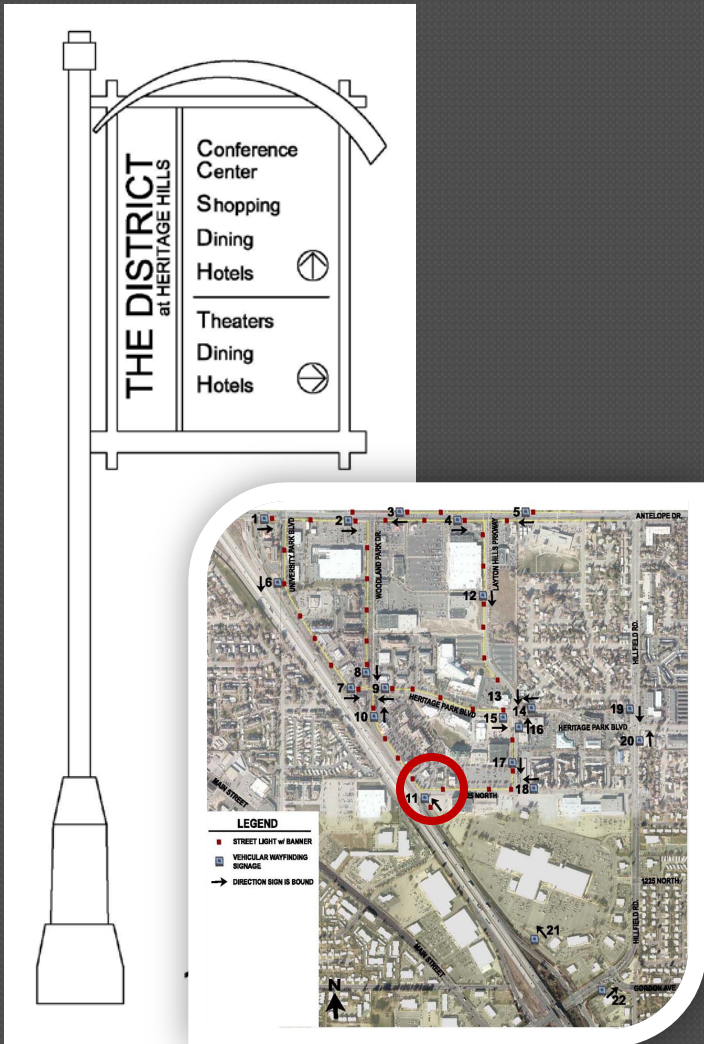 THE DISTRICT
at HERITAGE HILLS
Conference
Center
Shopping
Dining
Hotels
Theaters
Dining
Hotels
1
2
3
4
5
ANTELOPE DR.
UNIVERSITY PARK BLVD
WOODLAND PARK DR
LAYTON HILLS PRKWAY
HILLFIELD RD.
6
12
8
7
9
10
HERITAGE PARK BLVD
13
14
15
16
19
HERITAGE PARK BLVD
20
17
18
11
25 NORTH
MAIN STREET
LEGEND
STREET LIGHT w/ BANNER
VEHICULAR WAYFINDING
SIGNAGE
DIRECTION SIGN IS BOUND
1225 NORTH
HILLFIELD RD.
21
MAIN STREET
N
GORDON AVE
22